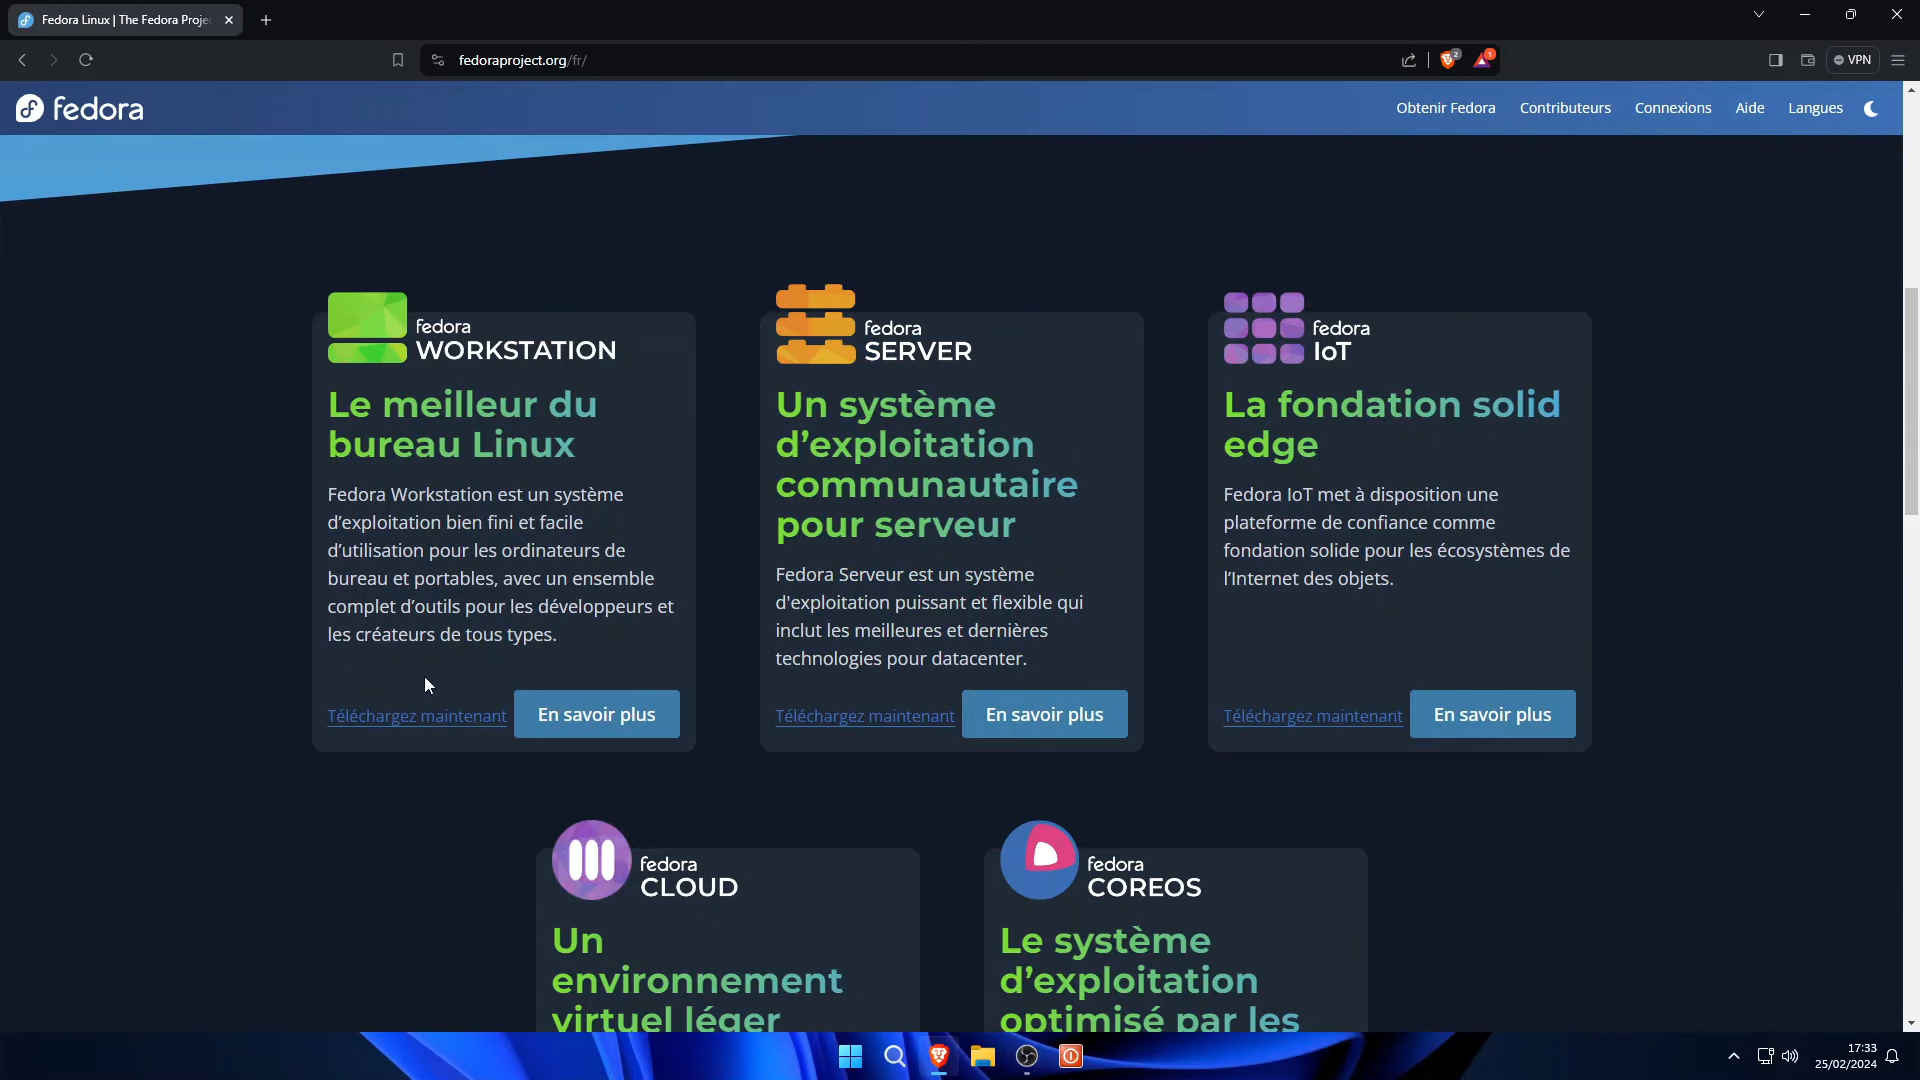 Fedora Linux | The Fedora Proje
fedoraproject.org/fr/
2
1
VPN
fedora
Obtenir Fedora
Contributeurs
Connexions
Aide
Langues
fedora
WORKSTATION
Le meilleur du
bureau Linux
Fedora Workstation est un système
d’exploitation bien fini et facile
d’utilisation pour les ordinateurs de
bureau et portables, avec un ensemble
complet d’outils pour les développeurs et
les créateurs de tous types.
Téléchargez maintenant
En savoir plus
fedora
SERVER
Un système
d’exploitation
communautaire
pour serveur
Fedora Serveur est un système
d'exploitation puissant et flexible qui
inclut les meilleures et dernières
technologies pour datacenter.
Téléchargez maintenant
En savoir plus
fedora
IoT
La fondation solid
edge
Fedora IoT met à disposition une
plateforme de confiance comme
fondation solide pour les écosystèmes de
l’Internet des objets.
Téléchargez maintenant
En savoir plus
fedora
CLOUD
Un
environnement
virtuel léger
fedora
COREOS
Le système
d’exploitation
optimisé par les
17:33
25/02/2024